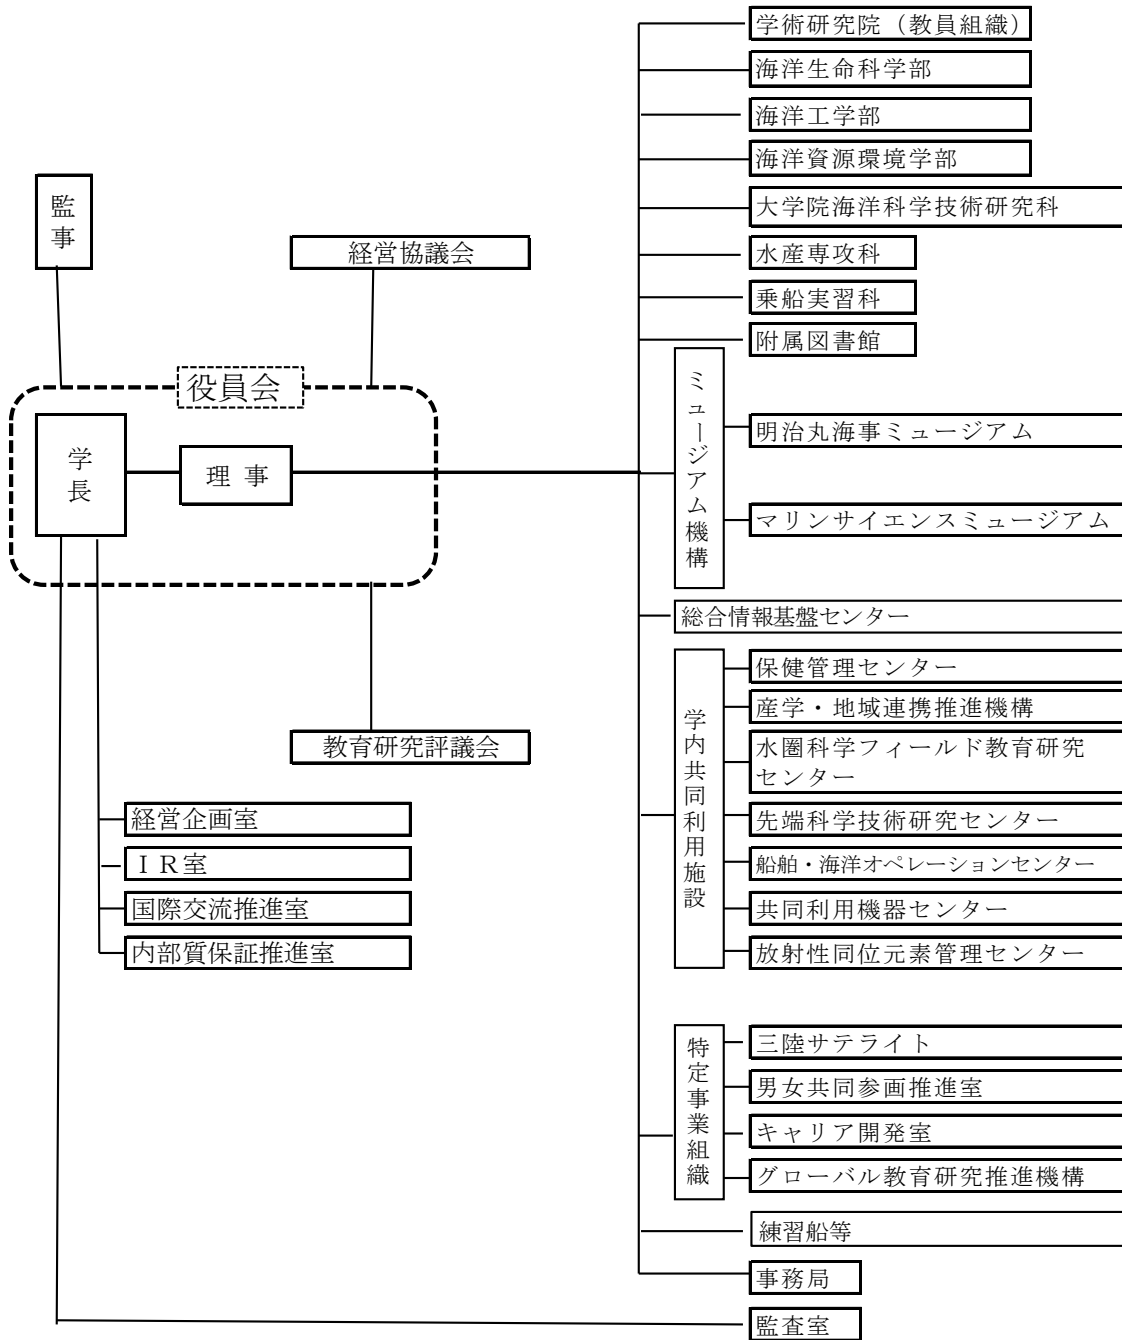 学術研究院（教員組織）
海洋生命科学部
海洋工学部
海洋資源環境学部
大学院海洋科学技術研究科
水産専攻科
乗船実習科
附属図書館
監事
経営協議会
役員会
学長
理事
ミュージアム機構
明治丸海事ミュージアム
マリンサイエンスミュージアム
総合情報基盤センター
教育研究評議会
経営企画室
ＩＲ室
国際交流推進室
内部質保証推進室
学内共同利用施設
保健管理センター
産学・地域連携推進機構
水圏科学フィールド教育研究
センター
先端科学技術研究センター
船舶・海洋オペレーションセンター
共同利用機器センター
放射性同位元素管理センター
特定事業組織
三陸サテライト
男女共同参画推進室
キャリア開発室
グローバル教育研究推進機構
練習船等
事務局
監査室